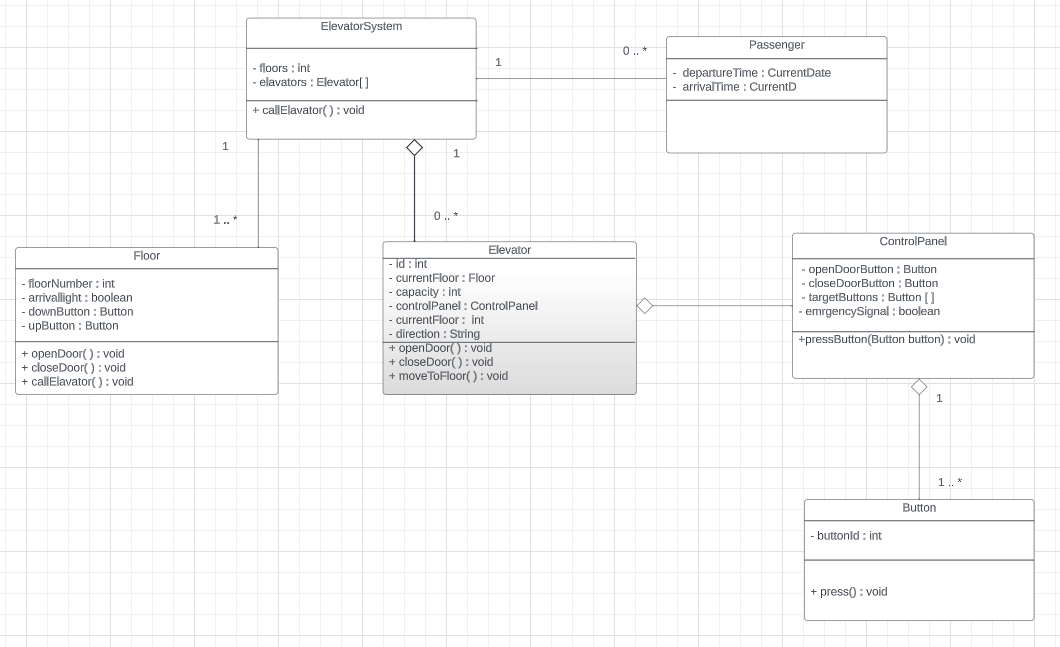 ElevatorSystem
- floors : int
- elavators : Elevator[ ]
+ callElavator( ) : void
1
0 .. *
Passenger
- departureTime : CurrentDate
- arrivalTime : CurrentD
1
1
1 .. *
0 .. *
Floor
- floorNumber : int
- arrivallight : boolean
- downButton : Button
- upButton : Button
+ openDoor( ) : void
+ closeDoor( ) : void
+ callElavator( ) : void
Elevator
- id : int
- currentFloor : Floor
- capacity : int
- controlPanel : ControlPanel
- currentFloor : int
- direction : String
+ openDoor( ) : void
+ closeDoor( ) : void
+ moveToFloor( ) : void
ControlPanel
- openDoorButton : Button
- closeDoorButton : Button
- targetButtons : Button [ ]
- emrgencySignal : boolean
+pressButton(Button button) : void
1
1 .. *
Button
- buttonId : int
+ press() : void